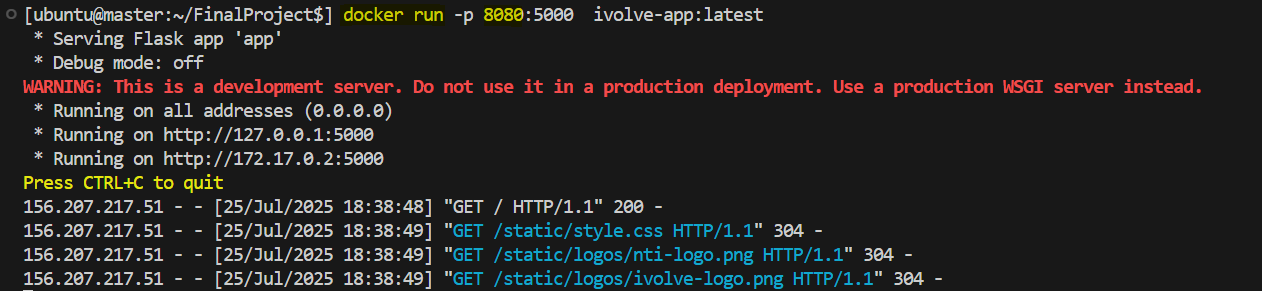 [ubuntu@master:~/FinalProject$] docker run -p 8080:5000  ivolve-app:latest
 * Serving Flask app 'app'
 * Debug mode: off
WARNING: This is a development server. Do not use it in a production deployment. Use a production WSGI server instead.
 * Running on all addresses (0.0.0.0)
 * Running on http://127.0.0.1:5000
 * Running on http://172.17.0.2:5000
Press CTRL+C to quit
156.207.217.51 - - [25/Jul/2025 18:38:48] "GET / HTTP/1.1" 200 -
156.207.217.51 - - [25/Jul/2025 18:38:49] "GET /static/style.css HTTP/1.1" 304 -
156.207.217.51 - - [25/Jul/2025 18:38:49] "GET /static/logos/nti-logo.png HTTP/1.1" 304 -
156.207.217.51 - - [25/Jul/2025 18:38:49] "GET /static/logos/ivolve-logo.png HTTP/1.1" 304 -